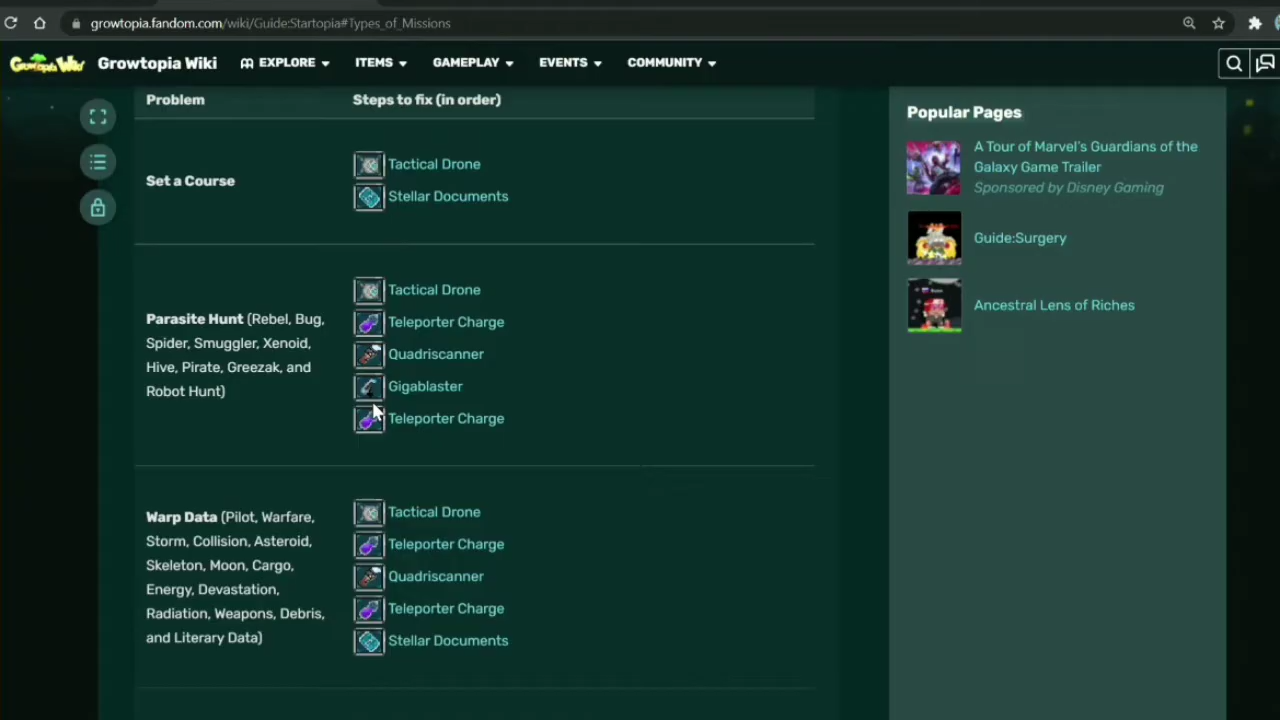 growtopia.fandom.com/wiki/Guide:Startopia#Types_of_Missions
Growtopia Wiki
Growtopia Wiki
EXPLORE
ITEMS
GAMEPLAY
EVENTS
COMMUNITY
Problem
Steps to fix (in order)
Set a Course
Tactical Drone
Stellar Documents
Parasite Hunt (Rebel, Bug,
Spider, Smuggler, Xenoid,
Hive, Pirate, Greezak, and
Robot Hunt)
Tactical Drone
Teleporter Charge
Quadriscanner
Gigablaster
Teleporter Charge
Warp Data (Pilot, Warfare,
Storm, Collision, Asteroid,
Skeleton, Moon, Cargo,
Energy, Devastation,
Radiation, Weapons, Debris,
and Literary Data)
Tactical Drone
Teleporter Charge
Quadriscanner
Teleporter Charge
Stellar Documents
Popular Pages
A Tour of Marvel's Guardians of the
Galaxy Game Trailer
Sponsored by Disney Gaming
Guide:Surgery
Ancestral Lens of Riches